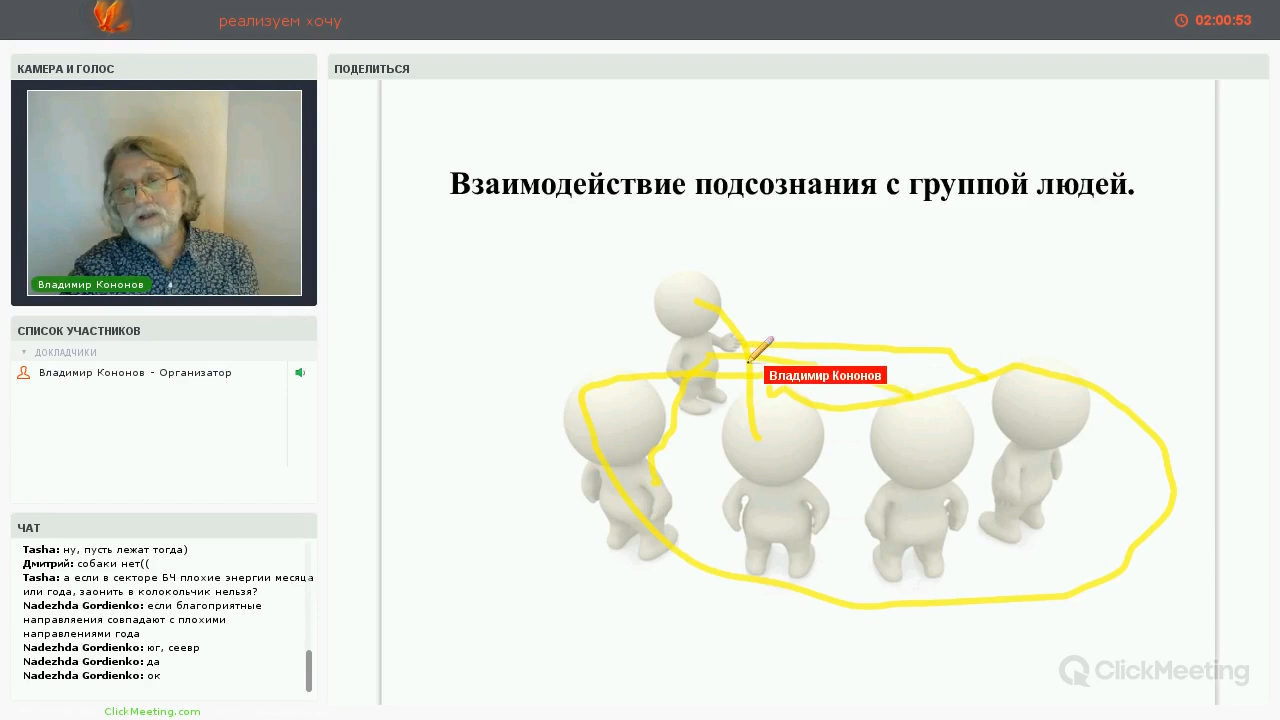 реализуем хочу
02:00:53
КАМЕРА И ГОЛОС
Владимир Кононов
СПИСОК УЧАСТНИКОВ
ДОКЛАДЧИКИ
Владимир Кононов - Организатор
ЧАТ
Tasha: ну, пусть лежат тогда)
Дмитрий: собаки нет((
Tasha: а если в секторе БЧ плохие энергии месяца
или года, заонить в колокольчик нельзя?
Nadezhda Gordienko: если благоприятные
направляения совпадают с плохими
направлениями года
Nadezhda Gordienko: юг, сеевр
Nadezhda Gordienko: да
Nadezhda Gordienko: ок
ClickMeeting.com
ПОДЕЛИТЬСЯ
Взаимодействие подсознания с группой людей.
Владимир Кононов
ClickMeeting